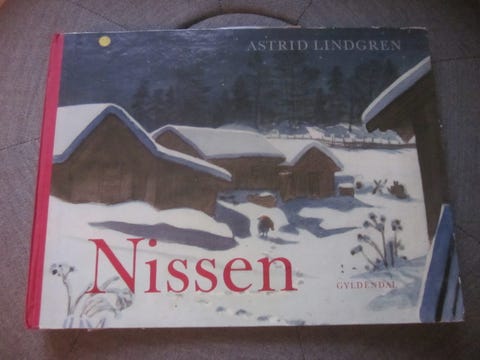 ASTRID LINDGREN
Nissen
GYLDENDAL